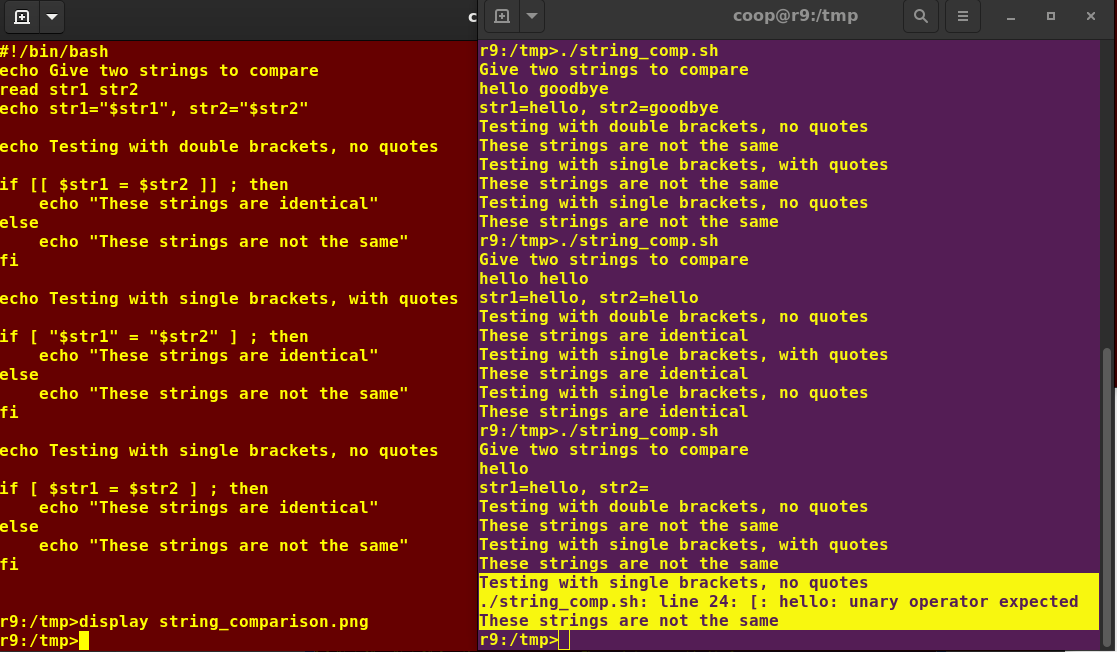 c
#!/bin/bash
echo Give two strings to compare
read str1 str2
echo str1="$str1", str2="$str2"
echo Testing with double brackets, no quotes
if [[ $str1 = $str2 ]] ; then
    echo "These strings are identical"
else
    echo "These strings are not the same"
fi
echo Testing with single brackets, with quotes
if [ "$str1" = "$str2" ] ; then
    echo "These strings are identical"
else
    echo "These strings are not the same"
fi
echo Testing with single brackets, no quotes
if [ $str1 = $str2 ] ; then
    echo "These strings are identical"
else
    echo "These strings are not the same"
fi
r9:/tmp>display string_comparison.png
r9:/tmp>
coop@r9:/tmp
r9:/tmp>./string_comp.sh
Give two strings to compare
hello goodbye
str1=hello, str2=goodbye
Testing with double brackets, no quotes
These strings are not the same
Testing with single brackets, with quotes
These strings are not the same
Testing with single brackets, no quotes
These strings are not the same
r9:/tmp>./string_comp.sh
Give two strings to compare
hello hello
str1=hello, str2=hello
Testing with double brackets, no quotes
These strings are identical
Testing with single brackets, with quotes
These strings are identical
Testing with single brackets, no quotes
These strings are identical
r9:/tmp>./string_comp.sh
Give two strings to compare
hello
str1=hello, str2=
Testing with double brackets, no quotes
These strings are not the same
Testing with single brackets, with quotes
These strings are not the same
Testing with single brackets, no quotes
./string_comp.sh: line 24: [: hello: unary operator expected
These strings are not the same
r9:/tmp>